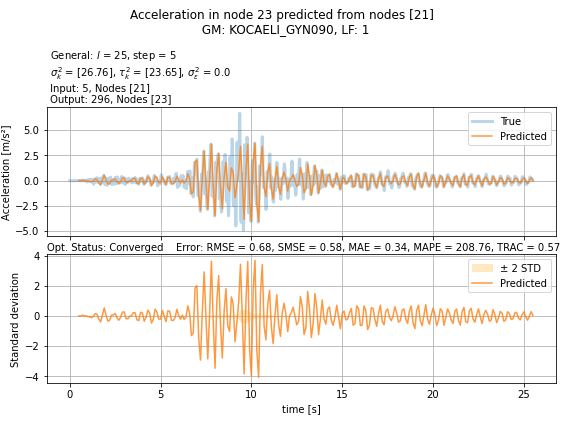 Acceleration in node 23 predicted from nodes [21]
GM: KOCAELI_GYN090, LF: 1
General: l = 25, step = 5
σ²ₖ = [26.76], τ²ₖ = [23.65], σ²ε = 0.0
Input: 5, Nodes [21]
Output: 296, Nodes [23]
Acceleration [m/s²]
5.0
2.5
0.0
−2.5
−5.0
True
Predicted
Opt. Status: Converged Error: RMSE = 0.68, SMSE = 0.58, MAE = 0.34, MAPE = 208.76, TRAC = 0.57
Standard deviation
4
2
0
−2
−4
± 2 STD
Predicted
0 5 10 15 20 25
time [s]